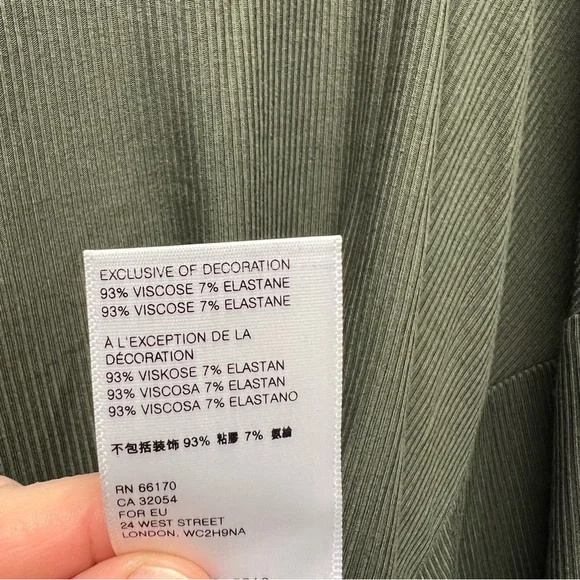 EXCLUSIVE OF DECORATION
93% VISCOSE 7% ELASTANE
93% VISCOSE 7% ELASTANE
À L'EXCEPTION DE LA
DÉCORATION
93% VISKOSE 7% ELASTAN
93% VISCOSA 7% ELASTAN
93% VISCOSA 7% ELASTANO
不包括装饰 93% 粘膠 7% 氨綸
RN 66170
CA 32054
FOR EU
24 WEST STREET
LONDON, WC2H9NA